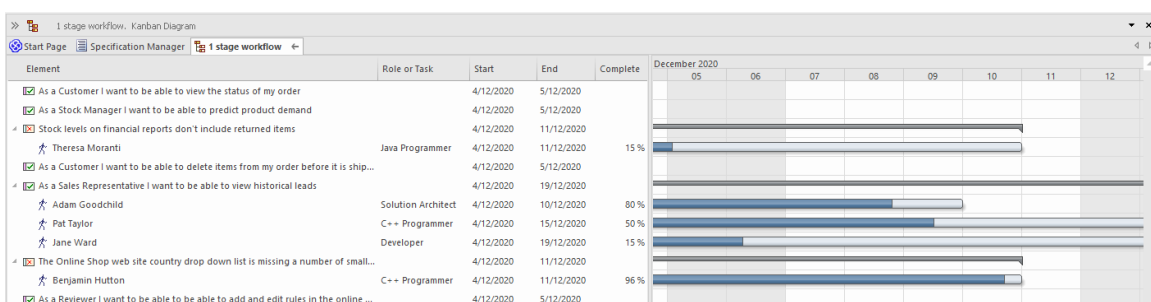 1 stage workflow. Kanban Diagram
Start Page Specification Manager 1 stage workflow
Element Role or Task Start End Complete December 2020
05 06 07 08 09 10 11 12
As a Customer I want to be able to view the status of my order 4/12/2020 5/12/2020
As a Stock Manager I want to be able to predict product demand 4/12/2020 5/12/2020
Stock levels on financial reports don't include returned items 4/12/2020 11/12/2020
Theresa Moranti Java Programmer 4/12/2020 11/12/2020 15 %
As a Customer I want to be able to delete items from my order before it is ship... 4/12/2020 5/12/2020
As a Sales Representative I want to be able to view historical leads 4/12/2020 19/12/2020
Adam Goodchild Solution Architect 4/12/2020 10/12/2020 80 %
Pat Taylor C++ Programmer 4/12/2020 15/12/2020 50 %
Jane Ward Developer 4/12/2020 19/12/2020 15 %
The Online Shop web site country drop down list is missing a number of small... 4/12/2020 11/12/2020
Benjamin Hutton C++ Programmer 4/12/2020 11/12/2020 96 %
As a Reviewer I want to be able to be able to add and edit rules in the online ... 4/12/2020 5/12/2020